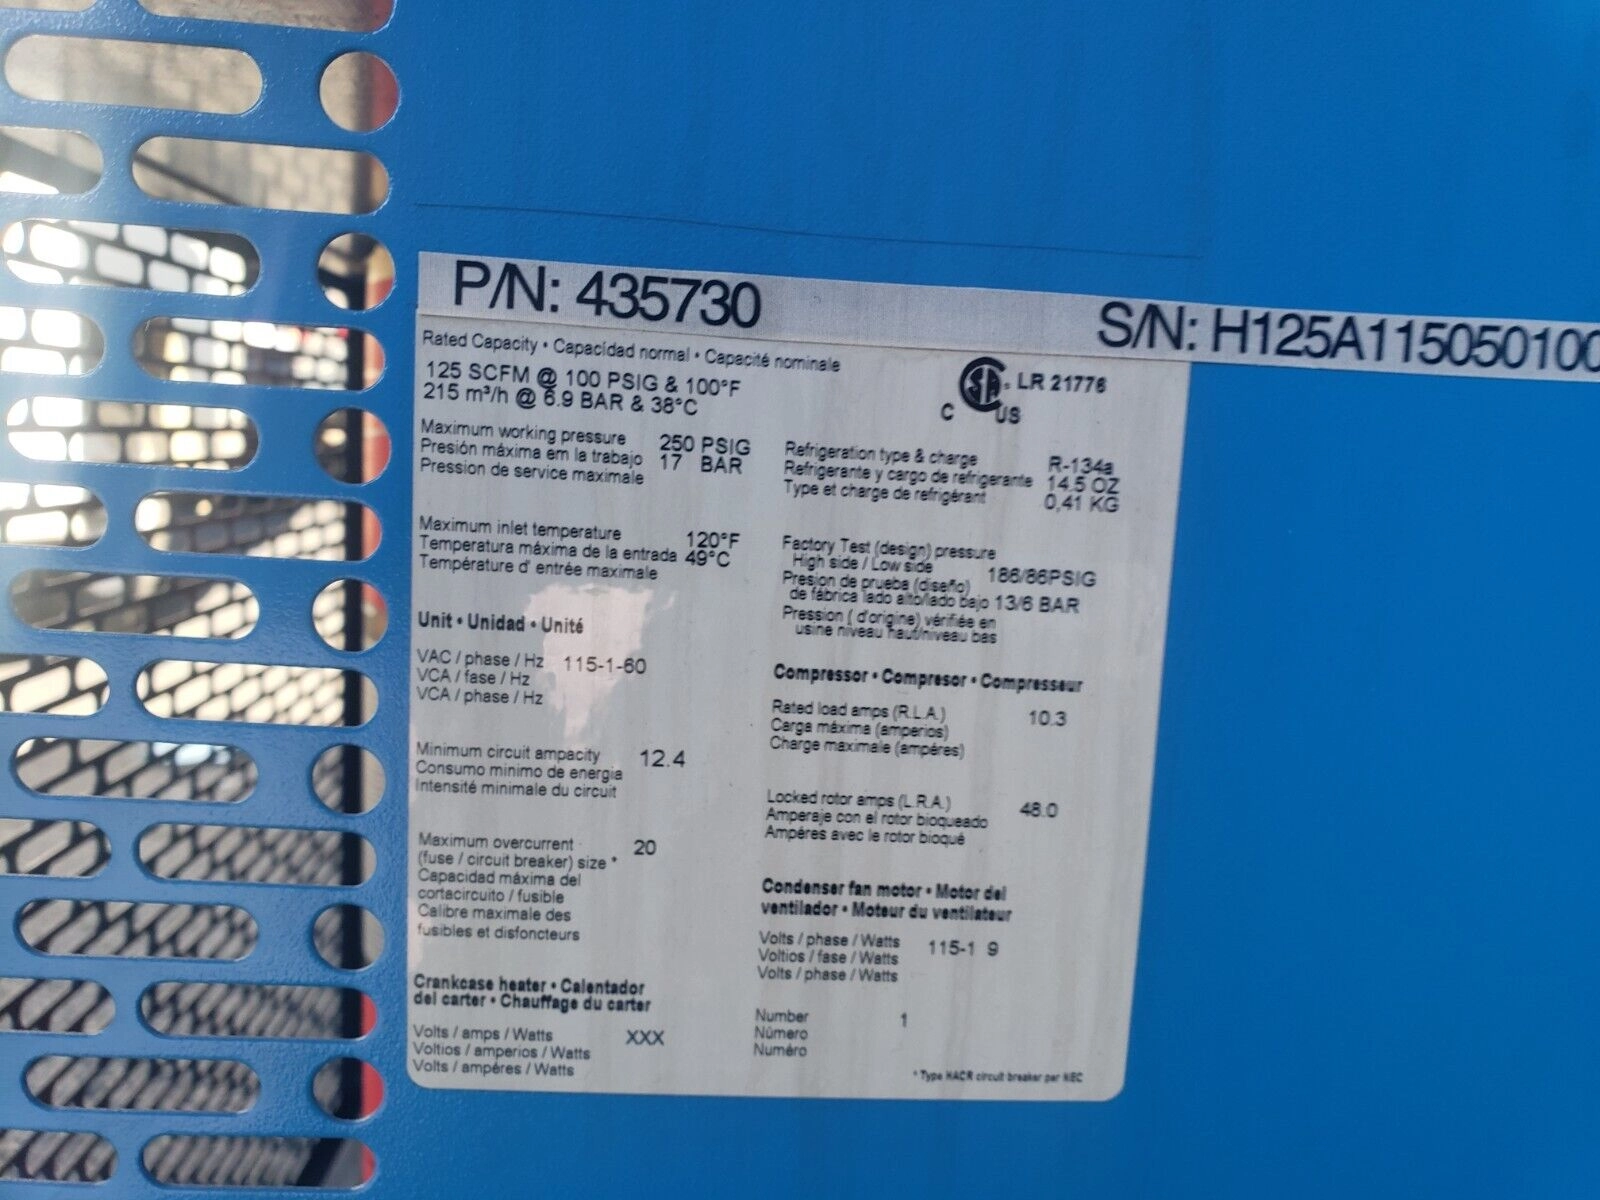 P/N: 435730
S/N: H125A115050100
Rated Capacity • Capacídad normal • Capacité nominale
125 SCFM @ 100 PSIG & 100°F
215 m³/h @ 6.9 BAR & 38°C
C SA® US LR 21776
Maximum working pressure 250 PSIG
Presión máxima em la trabajo 17 BAR
Pression de service maximale
Maximum inlet temperature 120°F
Temperatura máxima de la entrada 49°C
Température d' entrée maximale
Unit • Unidad • Unité
VAC / phase / Hz 115-1-60
VCA / fase / Hz
VCA / phase / Hz
Minimum circuit ampacity 12.4
Consumo minimo de energia
Intensité minimale du circuit
Maximum overcurrent 20
(fuse / circuit breaker) size *
Capacidad máxima del
cortacircuito / fusible
Calibre maximale des
fusibles et disfoncteurs
Crankcase heater • Calentador
del carter • Chauffage du carter
Volts / amps / Watts XXX
Voltios / amperios / Watts
Volts / ampéres / Watts
Refrigeration type & charge R-134a
Refrigerante y cargo de refrigerante 14.5 OZ
Type et charge de refrigérant 0,41 KG
Factory Test (design) pressure
High side / Low side 186/86PSIG
Presion de prueba (diseño)
de fábrica lado alto/lado bajo 13/6 BAR
Pression ( d'origine) vérifiée en
usine niveau haut/niveau bas
Compressor • Compresor • Compresseur
Rated load amps (R.L.A.) 10.3
Carga máxima (amperios)
Charge maximale (ampéres)
Locked rotor amps (L.R.A.) 48.0
Amperaje con el rotor bioqueado
Ampéres avec le rotor bioqué
Condenser fan motor • Motor del
ventilador • Moteur du ventilateur
Volts / phase / Watts 115-1 9
Voltios / fase / Watts
Volts / phase / Watts
Number 1
Número
Numéro
* Type HACR circuit breaker per NEC